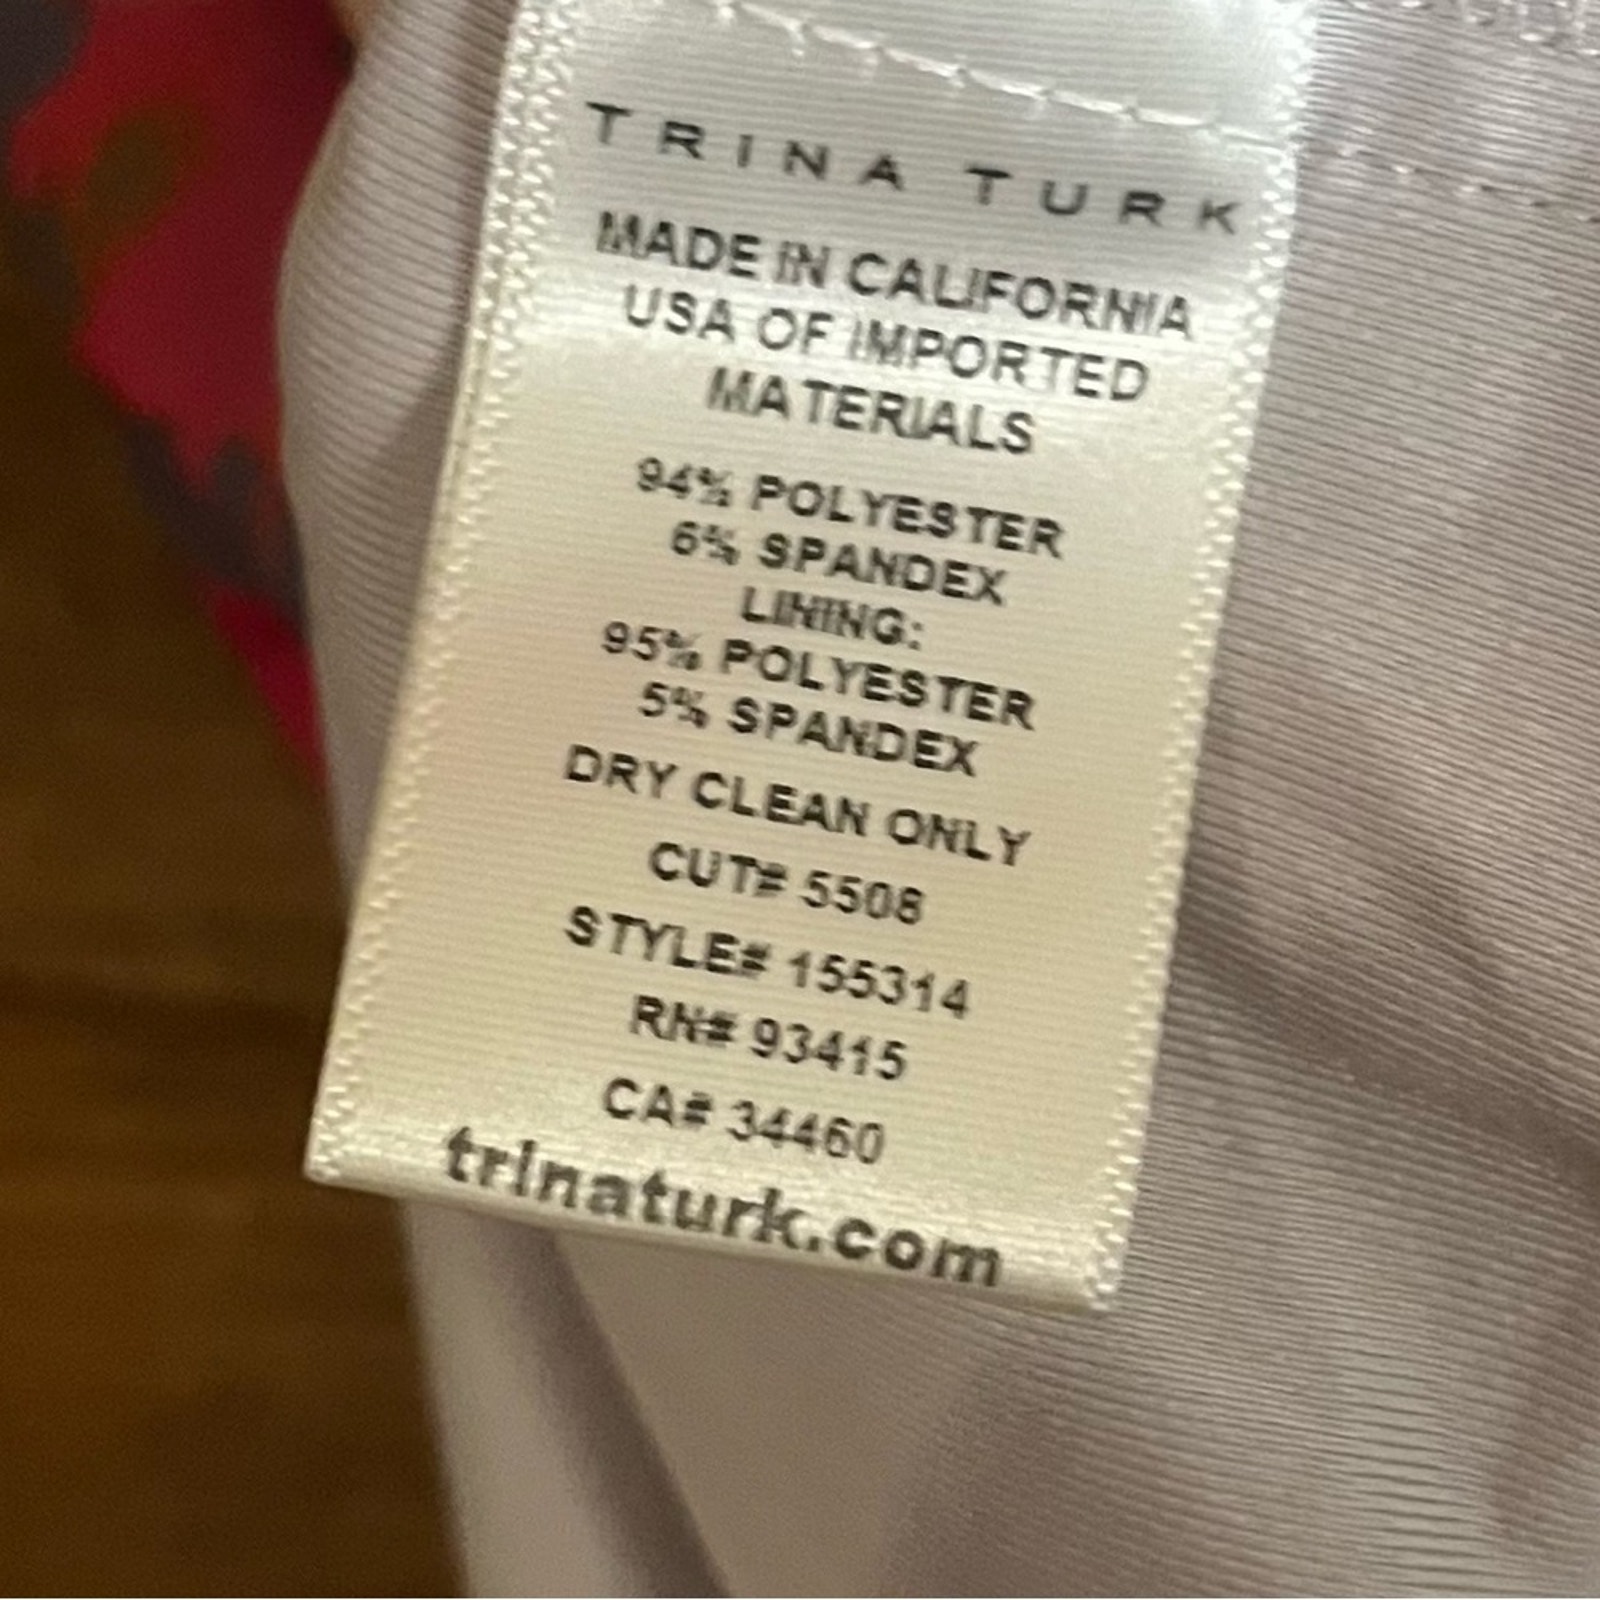 TRINA TURK
MADE IN CALIFORNIA
USA OF IMPORTED
MATERIALS
94% POLYESTER
6% SPANDEX
LINING:
95% POLYESTER
5% SPANDEX
DRY CLEAN ONLY
CUT# 5508
STYLE# 155314
RN# 93415
CA# 34460
trinaturk.com